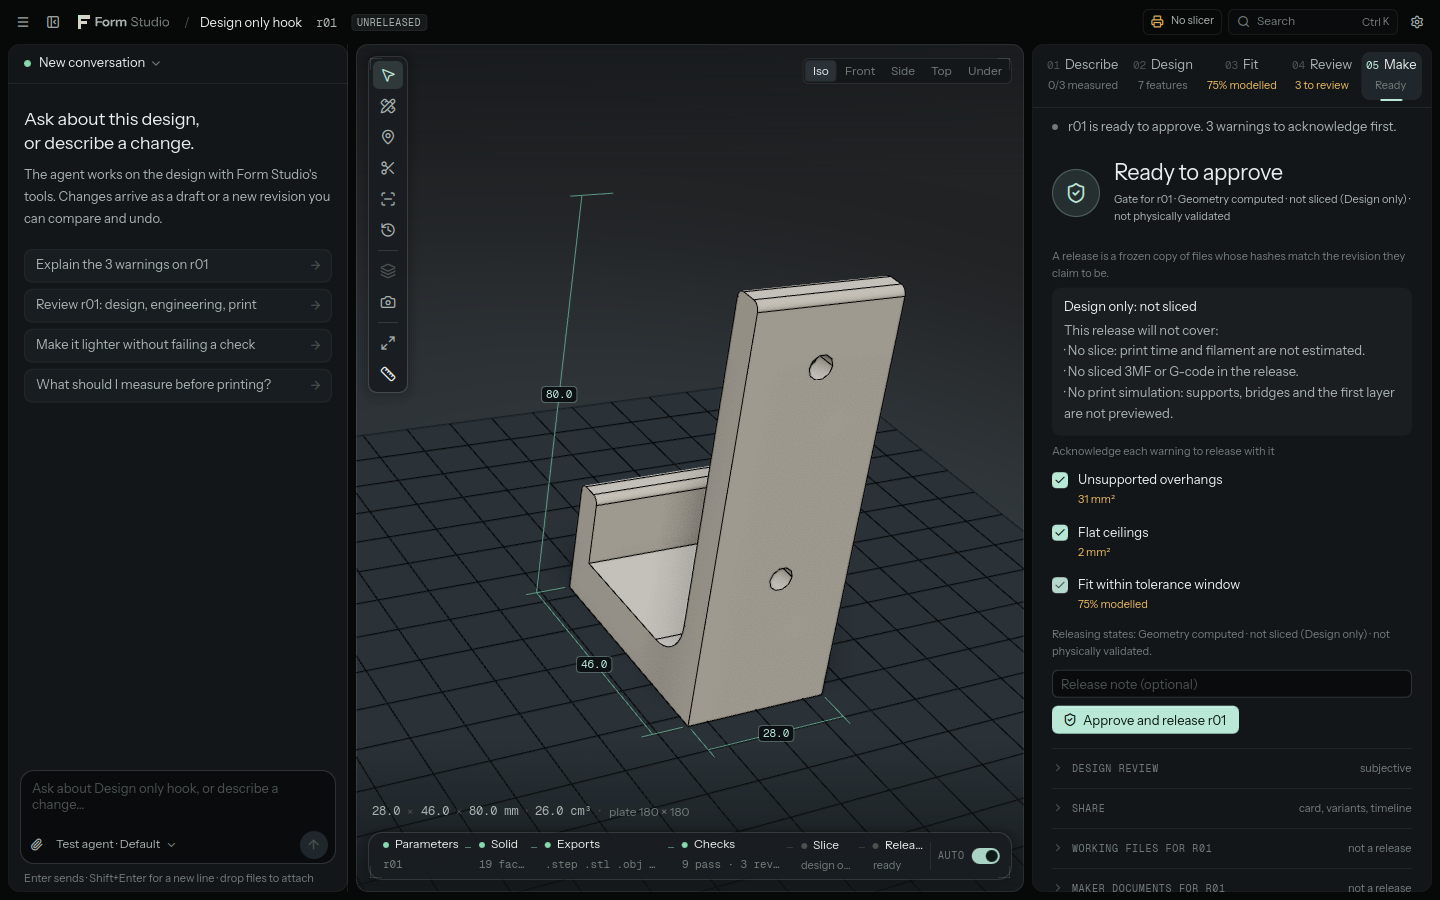 Form Studio / Design only hook r01 UNRELEASED
No slicer
Search Ctrl K
New conversation
Ask about this design,
or describe a change.
The agent works on the design with Form Studio's
tools. Changes arrive as a draft or a new revision you
can compare and undo.
Explain the 3 warnings on r01
Review r01: design, engineering, print
Make it lighter without failing a check
What should I measure before printing?
Ask about Design only hook, or describe a
change...
Test agent · Default
Enter sends · Shift+Enter for a new line · drop files to attach
Iso Front Side Top Under
80.0
46.0
28.0
28.0 × 46.0 × 80.0 mm · 26.0 cm³ · plate 180 × 180
Parameters
r01
Solid
19 fac…
Exports
.step .stl .obj …
Checks
9 pass · 3 rev…
Slice
design o…
Relea…
ready
AUTO
01 Describe
0/3 measured
02 Design
7 features
03 Fit
75% modelled
04 Review
3 to review
05 Make
Ready
r01 is ready to approve. 3 warnings to acknowledge first.
Ready to approve
Gate for r01 · Geometry computed · not sliced (Design only) ·
not physically validated
A release is a frozen copy of files whose hashes match the revision they
claim to be.
Design only: not sliced
This release will not cover:
· No slice: print time and filament are not estimated.
· No sliced 3MF or G-code in the release.
· No print simulation: supports, bridges and the first layer
are not previewed.
Acknowledge each warning to release with it
Unsupported overhangs
31 mm²
Flat ceilings
2 mm²
Fit within tolerance window
75% modelled
Releasing states: Geometry computed · not sliced (Design only) · not
physically validated.
Release note (optional)
Approve and release r01
DESIGN REVIEW subjective
SHARE card, variants, timeline
WORKING FILES FOR R01 not a release
MAKER DOCUMENTS FOR R01 not a release